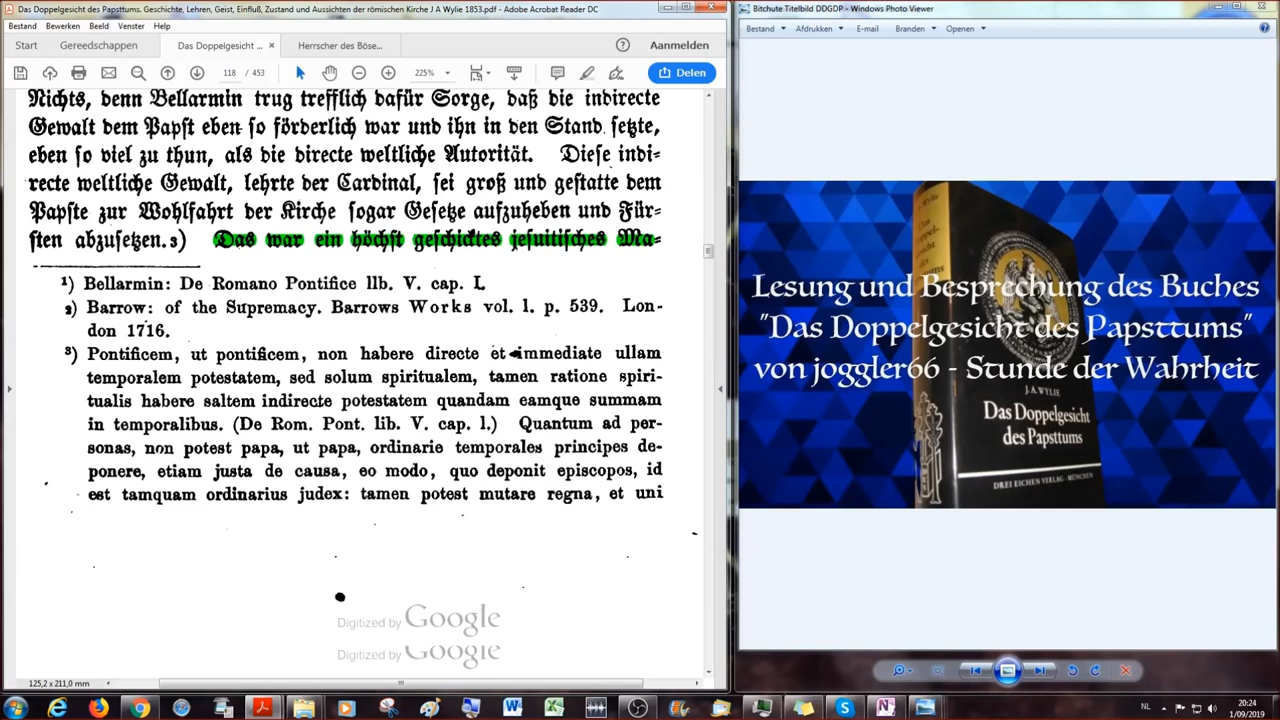 Das Doppelgesicht des Papsttums. Geschichte, Lehren, Geist, Einfluß, Zustand und Aussichten der römischen Kirche J A Wylie 1853.pdf - Adobe Acrobat Reader DC
Bestand Bewerken Beeld Venster Help
Start Gereedschappen Das Doppelgesicht ... × Herrscher des Böse... Aanmelden
118 / 453 225% Delen
Nichts, denn Bellarmin trug trefflich dafür Sorge, daß die indirecte
Gewalt dem Papst eben so förderlich war und ihn in den Stand setzte,
eben so viel zu thun, als die directe weltliche Autorität. Diese indi-
recte weltliche Gewalt, lehrte der Cardinal, sei groß und gestatte dem
Papste zur Wohlfahrt der Kirche sogar Gesetze aufzuheben und Für-
sten abzusetzen.3) Das war ein höchst geschicktes jesuitisches Ma-
1) Bellarmin: De Romano Pontifice lib. V. cap. I.
2) Barrow: of the Supremacy. Barrows Works vol. l. p. 539. Lon-
don 1716.
3) Pontificem, ut pontificem, non habere directe et immediate ullam
temporalem potestatem, sed solum spiritualem, tamen ratione spiri-
tualis habere saltem indirecte potestatem quandam eamque summam
in temporalibus. (De Rom. Pont. lib. V. cap. l.) Quantum ad per-
sonas, non potest papa, ut papa, ordinarie temporales principes de-
ponere, etiam justa de causa, eo modo, quo deponit episcopos, id
est tamquam ordinarius judex: tamen potest mutare regna, et uni
Digitized by Google
Digitized by Google
125,2 x 211,0 mm
Bitchute Titelbild DDGDP - Windows Photo Viewer
Bestand Afdrukken E-mail Branden Openen
Lesung und Besprechung des Buches
"Das Doppelgesicht des Papsttums"
von joggler66 - Stunde der Wahrheit
J.A.WYLIE
Das Doppelgesicht
des Papsttums
DREI EICHEN VERLAG · MÜNCHEN
NL
20:24
1/09/2019